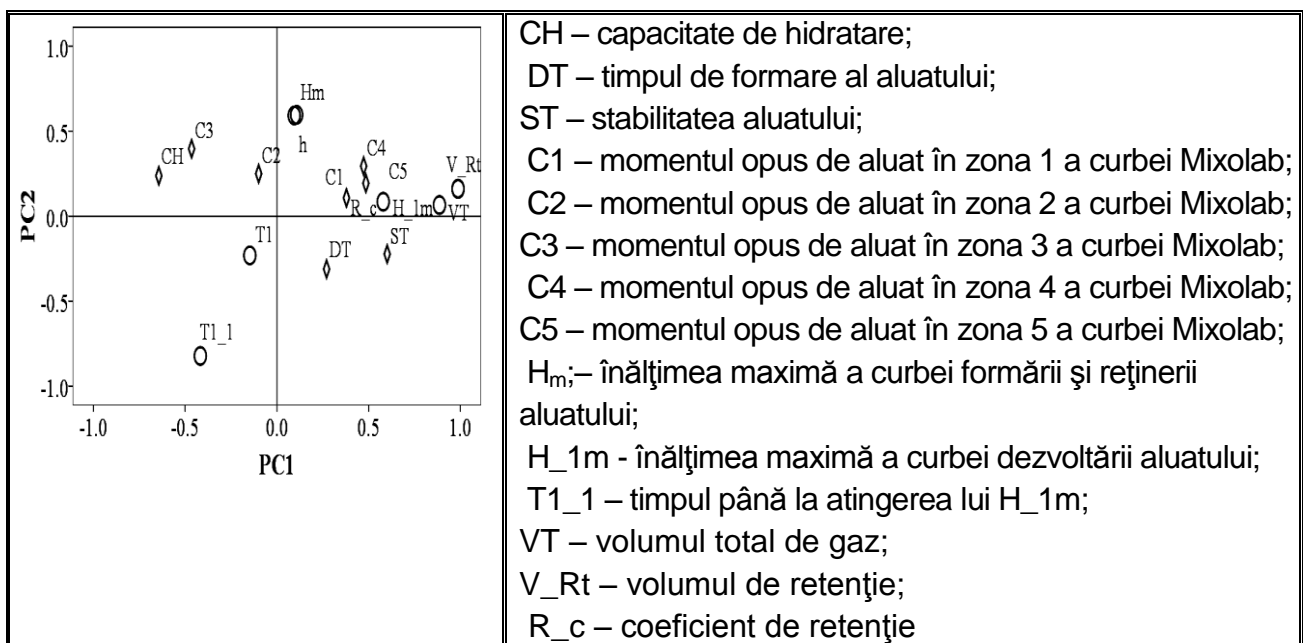 1.0
0.5
0.0
-0.5
-1.0
PC2
-1.0 -0.5 0.0 0.5 1.0
PC1
Hm
h
C3
CH
C2
C4
C5
C1
V_Rt
R_c
H_1m
VT
T1
DT
ST
T1_1
CH – capacitate de hidratare;
DT – timpul de formare al aluatului;
ST – stabilitatea aluatului;
C1 – momentul opus de aluat în zona 1 a curbei Mixolab;
C2 – momentul opus de aluat în zona 2 a curbei Mixolab;
C3 – momentul opus de aluat în zona 3 a curbei Mixolab;
C4 – momentul opus de aluat în zona 4 a curbei Mixolab;
C5 – momentul opus de aluat în zona 5 a curbei Mixolab;
Hm;– înălţimea maximă a curbei formării şi reţinerii
aluatului;
H_1m - înălţimea maximă a curbei dezvoltării aluatului;
T1_1 – timpul până la atingerea lui H_1m;
VT – volumul total de gaz;
V_Rt – volumul de retenţie;
R_c – coeficient de retenţie